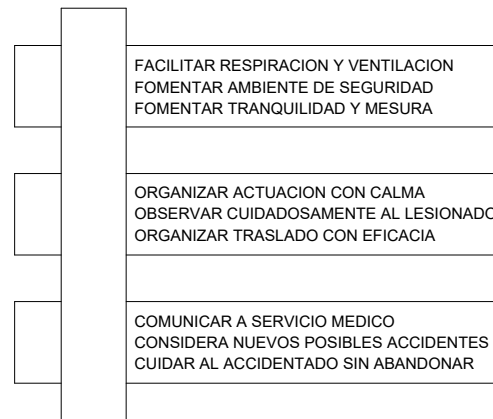 FACILITAR RESPIRACION Y VENTILACION
FOMENTAR AMBIENTE DE SEGURIDAD
FOMENTAR TRANQUILIDAD Y MESURA
ORGANIZAR ACTUACION CON CALMA
OBSERVAR CUIDADOSAMENTE AL LESIONADO
ORGANIZAR TRASLADO CON EFICACIA
COMUNICAR A SERVICIO MEDICO
CONSIDERA NUEVOS POSIBLES ACCIDENTES
CUIDAR AL ACCIDENTADO SIN ABANDONAR